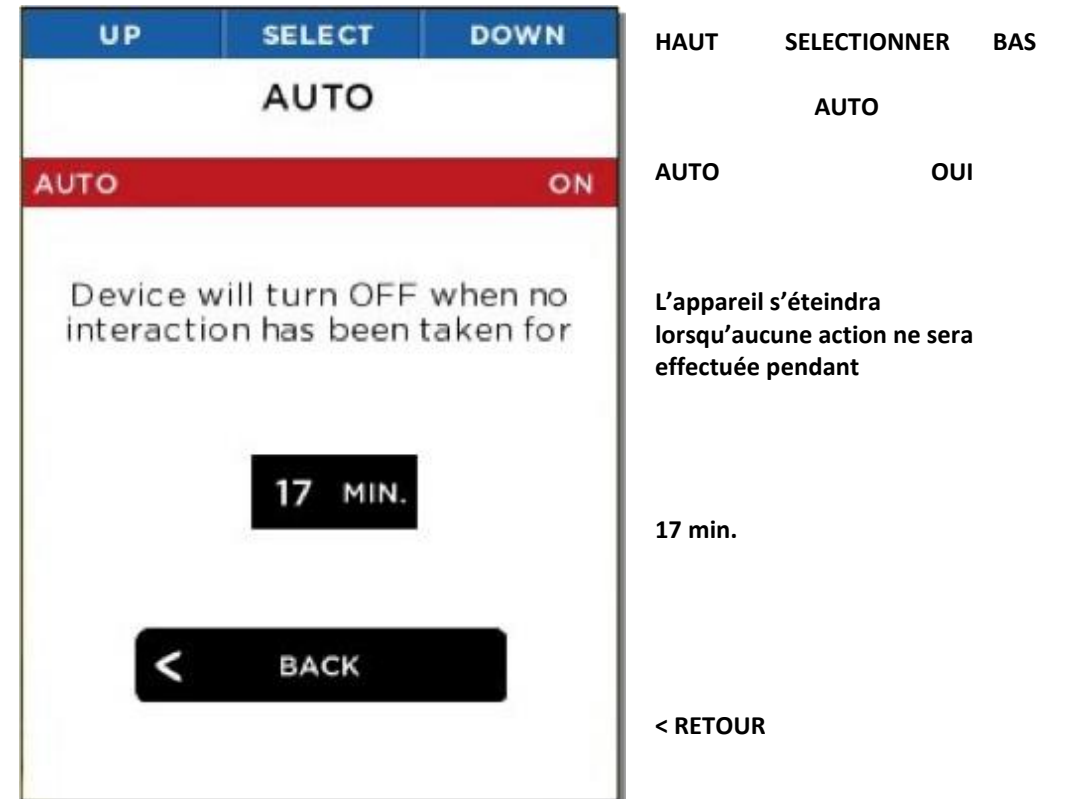 UP SELECT DOWN
AUTO
AUTO ON
Device will turn OFF when no
interaction has been taken for
17 MIN.
< BACK
HAUT SELECTIONNER BAS
AUTO
AUTO OUI
L’appareil s’éteindra
lorsqu’aucune action ne sera
effectuée pendant
17 min.
< RETOUR